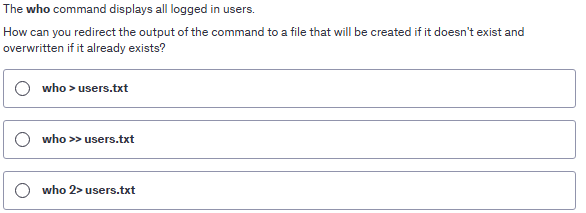 The who command displays all logged in users.
How can you redirect the output of the command to a file that will be created if it doesn't exist and
overwritten if it already exists?
who > users.txt
who >> users.txt
who 2> users.txt